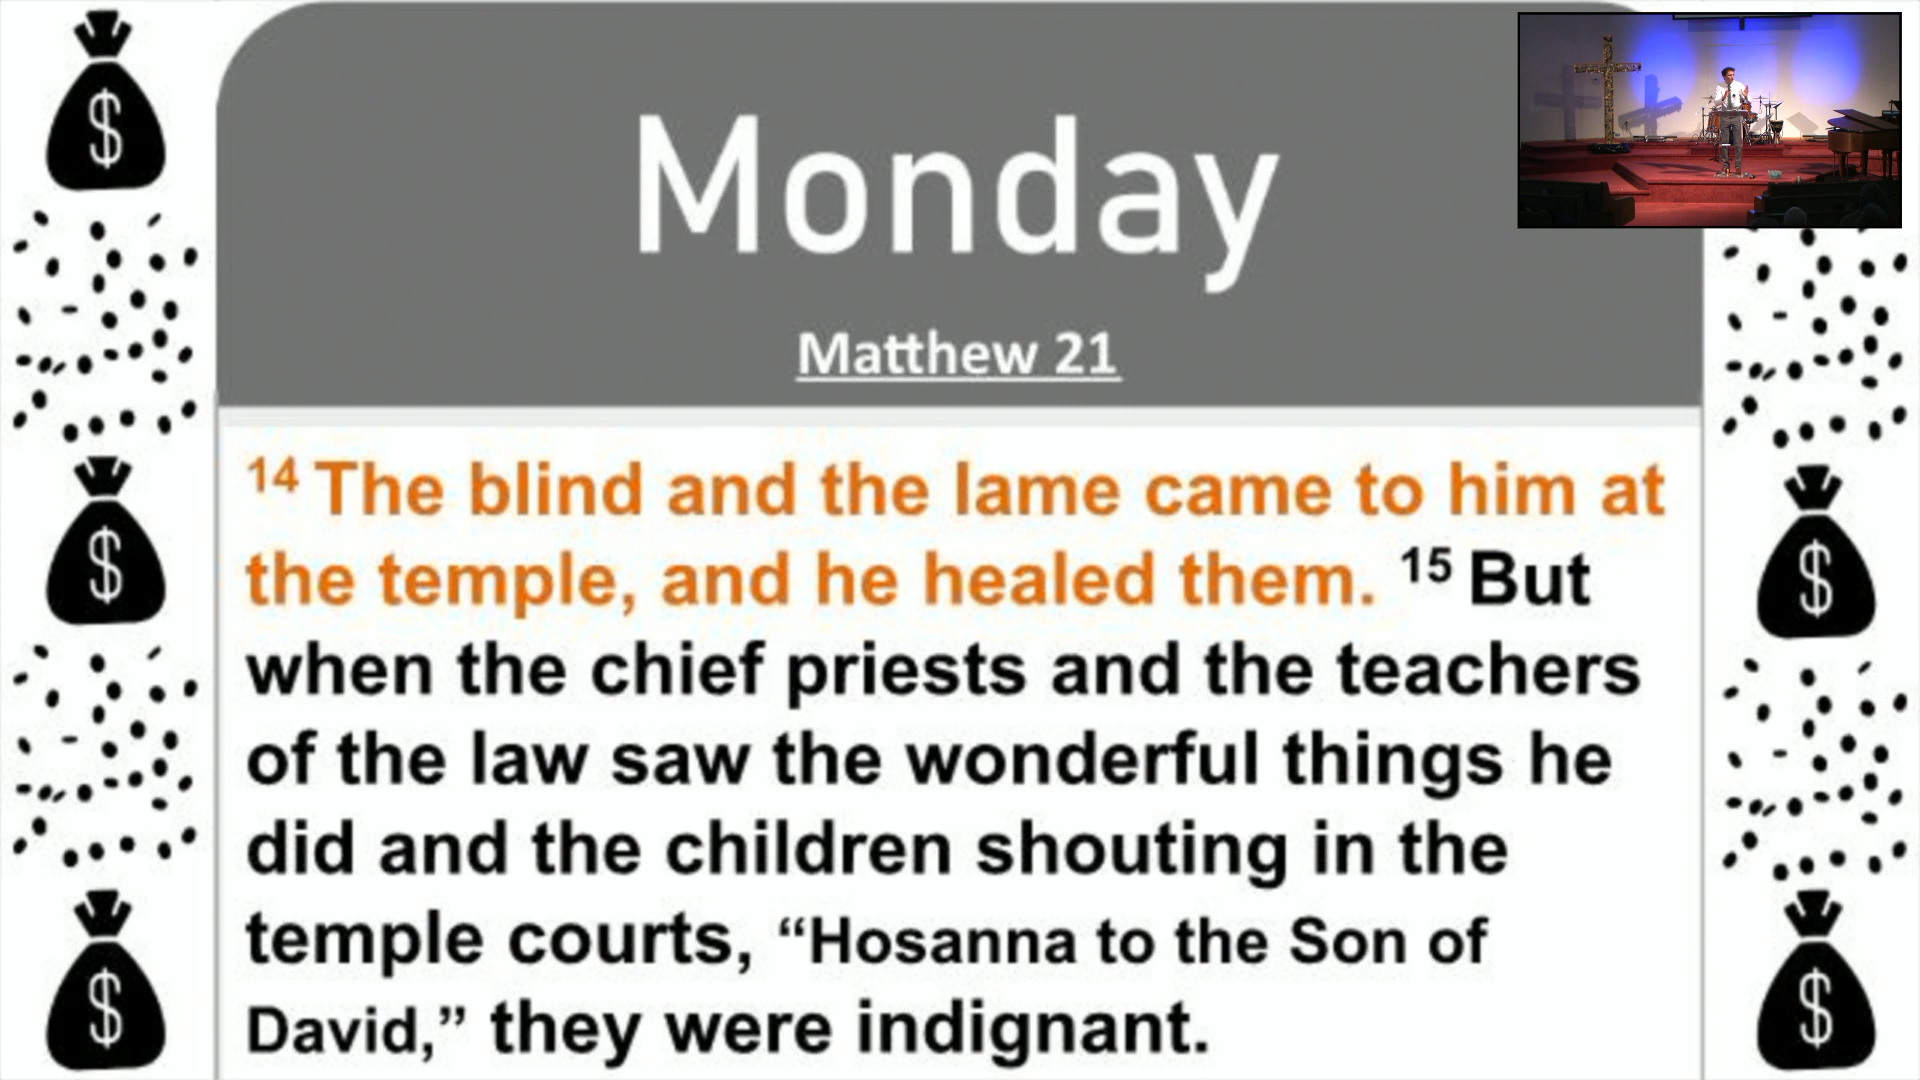 Monday
Matthew 21
14 The blind and the lame came to him at
the temple, and he healed them. 15 But
when the chief priests and the teachers
of the law saw the wonderful things he
did and the children shouting in the
temple courts, “Hosanna to the Son of
David,” they were indignant.
$
$
$
$
$